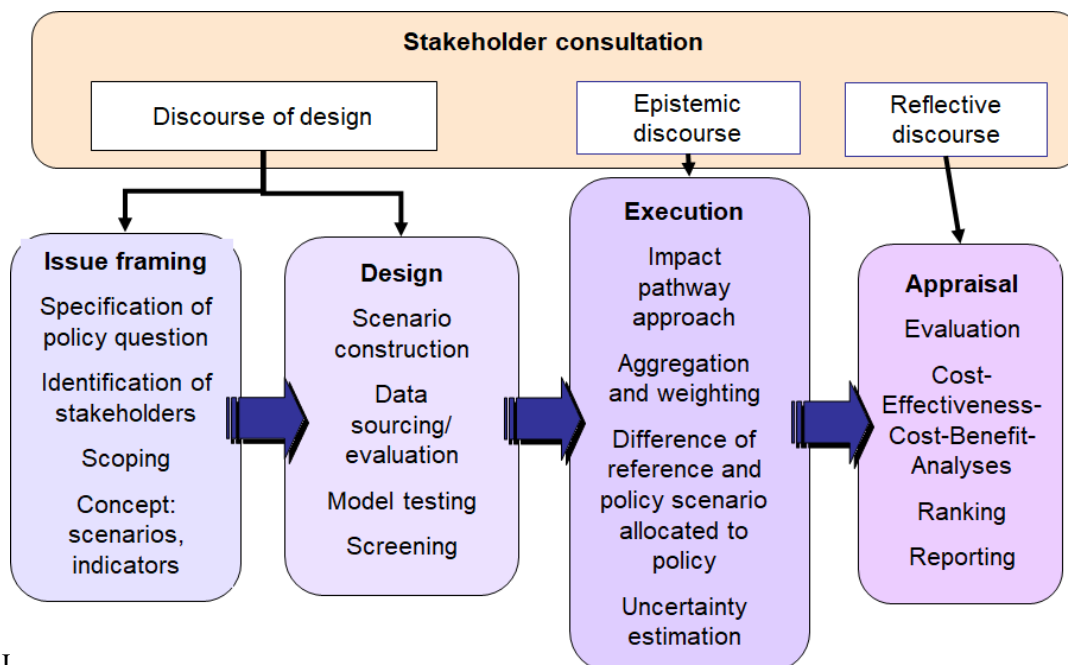 Stakeholder consultation
Discourse of design
Epistemic
discourse
Reflective
discourse
Issue framing
Specification of
policy question
Identification of
stakeholders
Scoping
Concept:
scenarios,
indicators
Design
Scenario
construction
Data
sourcing/
evaluation
Model testing
Screening
Execution
Impact
pathway
approach
Aggregation
and weighting
Difference of
reference and
policy scenario
allocated to
policy
Uncertainty
estimation
Appraisal
Evaluation
Cost-
Effectiveness-
Cost-Benefit-
Analyses
Ranking
Reporting